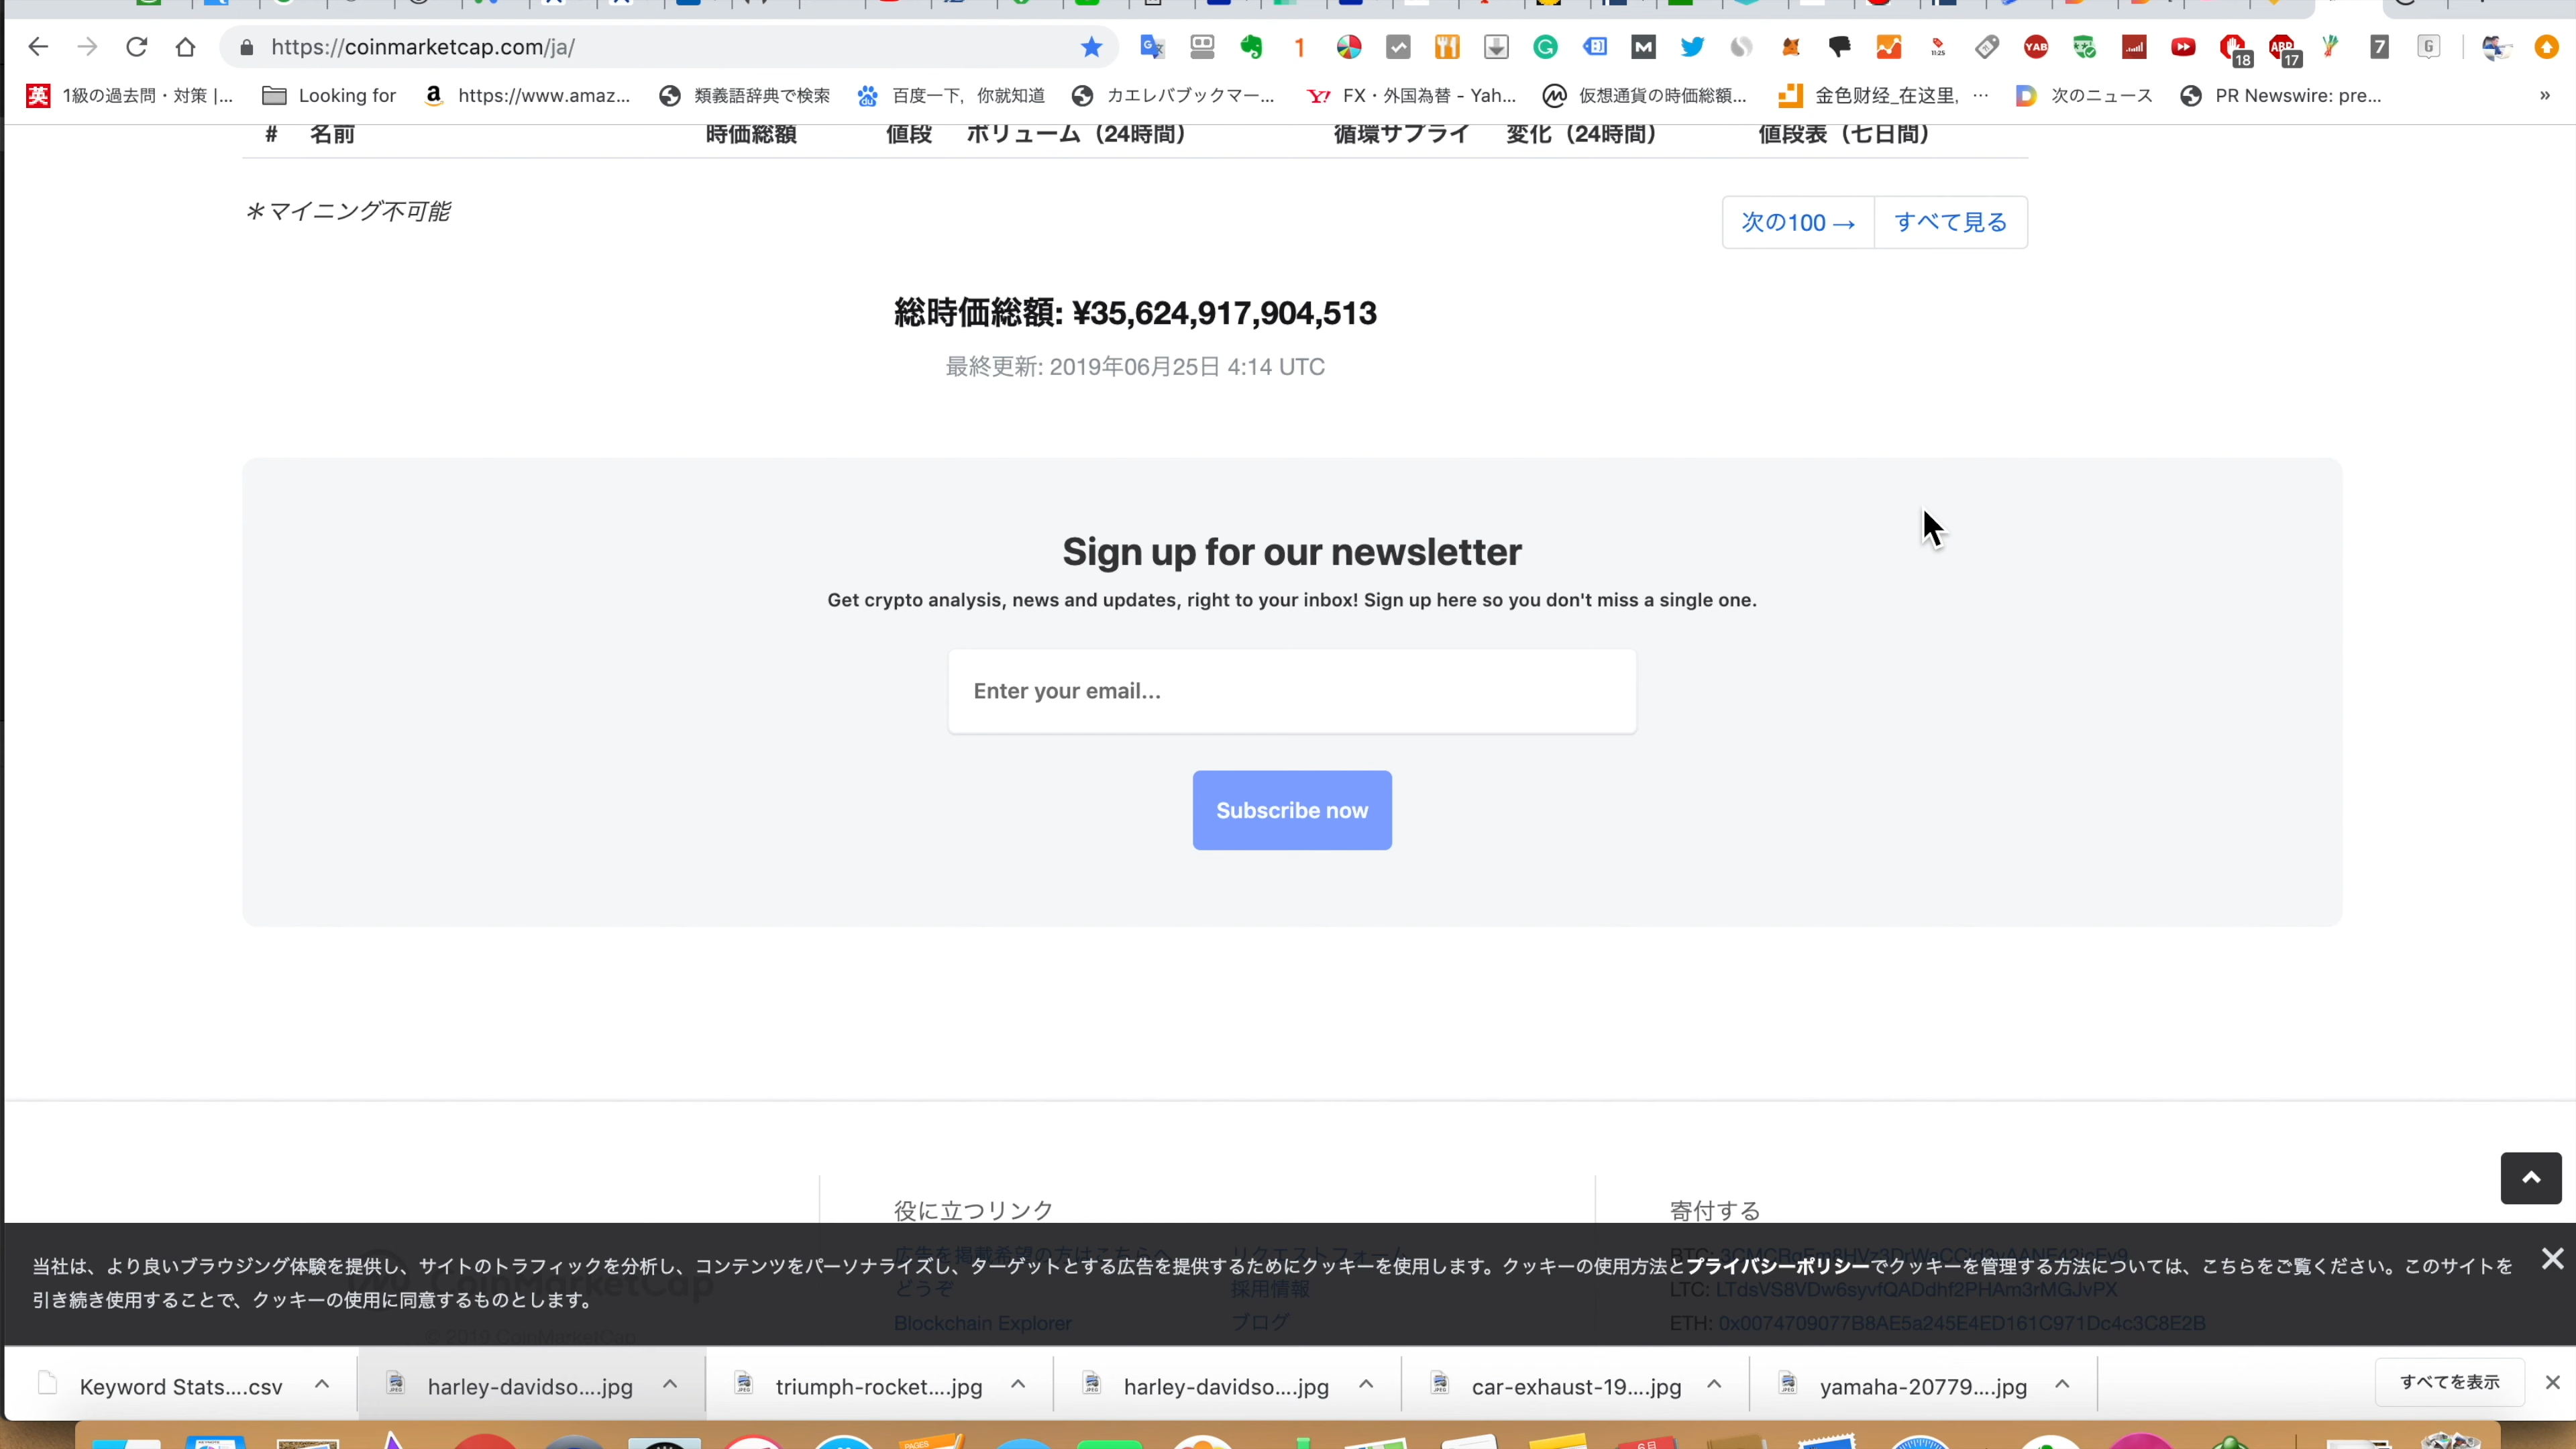 https://coinmarketcap.com/ja/
18
17
1級の過去問・対策 |...
Looking for
https://www.amaz...
類義語辞典で検索
百度一下,你就知道
カエレバブックマー...
FX・外国為替 - Yah...
仮想通貨の時価総額...
金色财经_在这里, ...
次のニュース
PR Newswire: pre...
»
# 名前 時価総額 値段 ボリューム（24時間） 循環サプライ 変化（24時間） 値段表（七日間）
＊マイニング不可能
次の100 →
すべて見る
総時価総額: ¥35,624,917,904,513
最終更新: 2019年06月25日 4:14 UTC
Sign up for our newsletter
Get crypto analysis, news and updates, right to your inbox! Sign up here so you don't miss a single one.
Enter your email...
Subscribe now
役に立つリンク
寄付する
当社は、より良いブラウジング体験を提供し、サイトのトラフィックを分析し、コンテンツをパーソナライズし、ターゲットとする広告を提供するためにクッキーを使用します。クッキーの使用方法とプライバシーポリシーでクッキーを管理する方法については、こちらをご覧ください。このサイトを
引き続き使用することで、クッキーの使用に同意するものとします。
どうぞ
採用情報
Blockchain Explorer
ブログ
LTC: LTdsVS8VDw6syvfQADdhf2PHAm3rMGJvPX
ETH: 0x0074709077B8AE5a245E4ED161C971Dc4c3C8E2B
© 2019 CoinMarketCap
Keyword Stats....csv
harley-davidso....jpg
triumph-rocket....jpg
harley-davidso....jpg
car-exhaust-19....jpg
yamaha-20779....jpg
すべてを表示